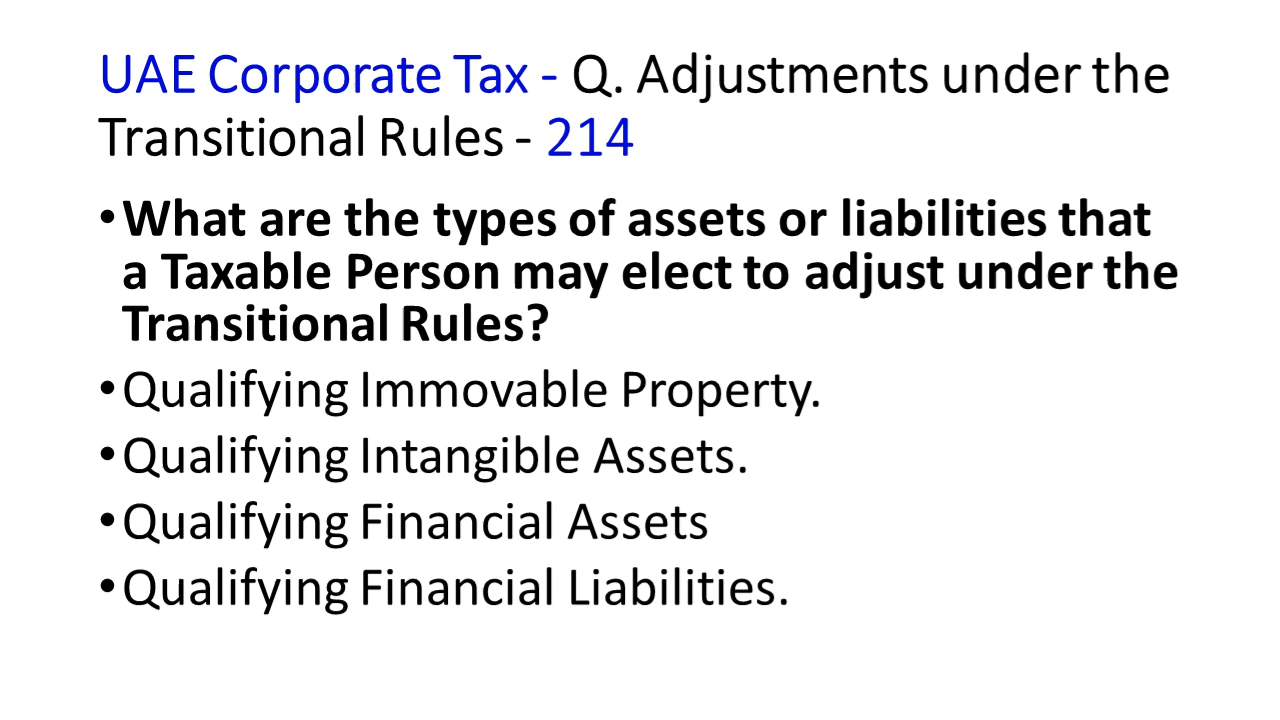 UAE Corporate Tax - Q. Adjustments under the
Transitional Rules - 214
•What are the types of assets or liabilities that
a Taxable Person may elect to adjust under the
Transitional Rules?
•Qualifying Immovable Property.
•Qualifying Intangible Assets.
•Qualifying Financial Assets
•Qualifying Financial Liabilities.